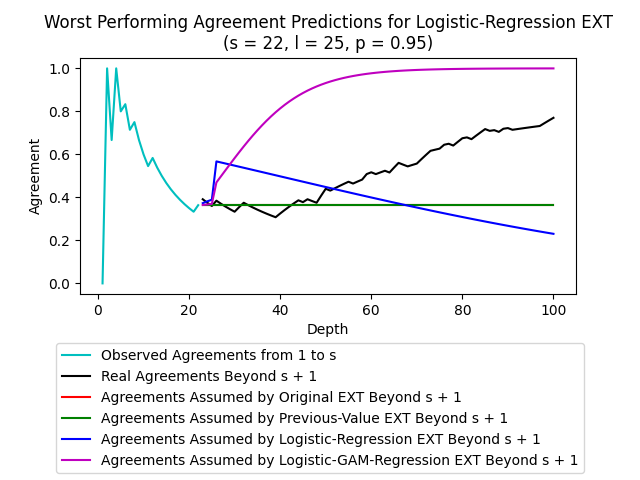 Worst Performing Agreement Predictions for Logistic-Regression EXT
(s = 22, l = 25, p = 0.95)
1.0
0.8
0.6
0.4
0.2
0.0
Agreement
0 20 40 60 80 100
Depth
Observed Agreements from 1 to s
Real Agreements Beyond s + 1
Agreements Assumed by Original EXT Beyond s + 1
Agreements Assumed by Previous-Value EXT Beyond s + 1
Agreements Assumed by Logistic-Regression EXT Beyond s + 1
Agreements Assumed by Logistic-GAM-Regression EXT Beyond s + 1